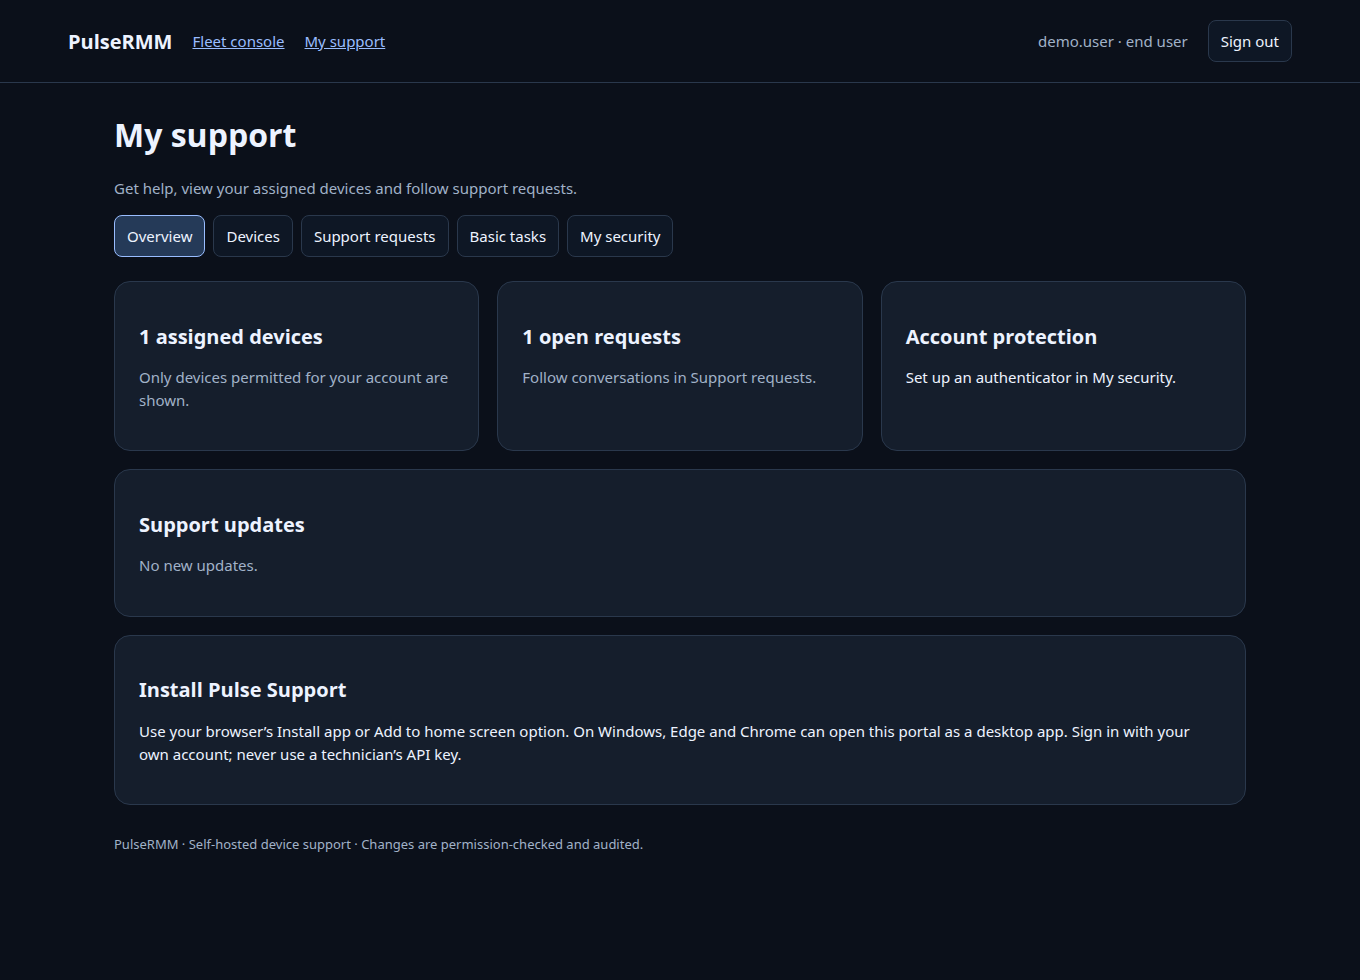 PulseRMM Fleet console My support demo.user · end user Sign out
My support
Get help, view your assigned devices and follow support requests.
Overview Devices Support requests Basic tasks My security
1 assigned devices
Only devices permitted for your account are
shown.
1 open requests
Follow conversations in Support requests.
Account protection
Set up an authenticator in My security.
Support updates
No new updates.
Install Pulse Support
Use your browser’s Install app or Add to home screen option. On Windows, Edge and Chrome can open this portal as a desktop app. Sign in with your
own account; never use a technician’s API key.
PulseRMM · Self-hosted device support · Changes are permission-checked and audited.